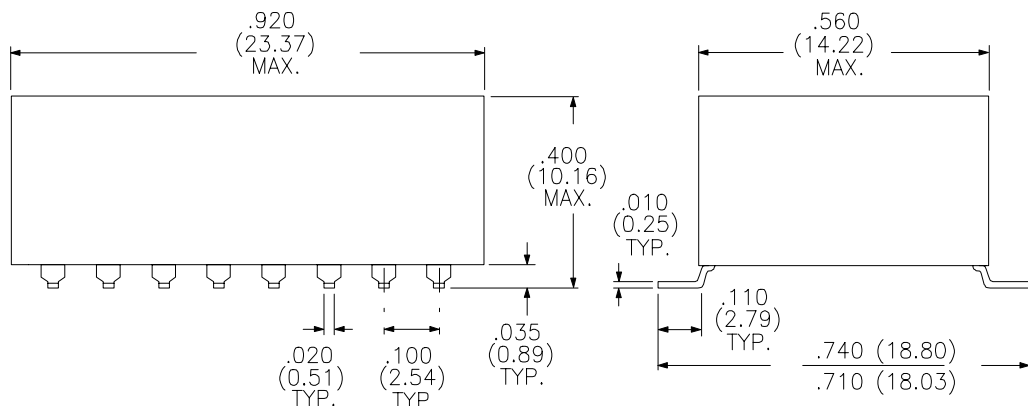 .920
(23.37)
MAX.
.560
(14.22)
MAX.
.400
(10.16)
MAX.
.010
(0.25)
TYP.
.020
(0.51)
TYP.
.100
(2.54)
TYP
.035
(0.89)
TYP.
.110
(2.79)
TYP.
.740 (18.80)
.710 (18.03)